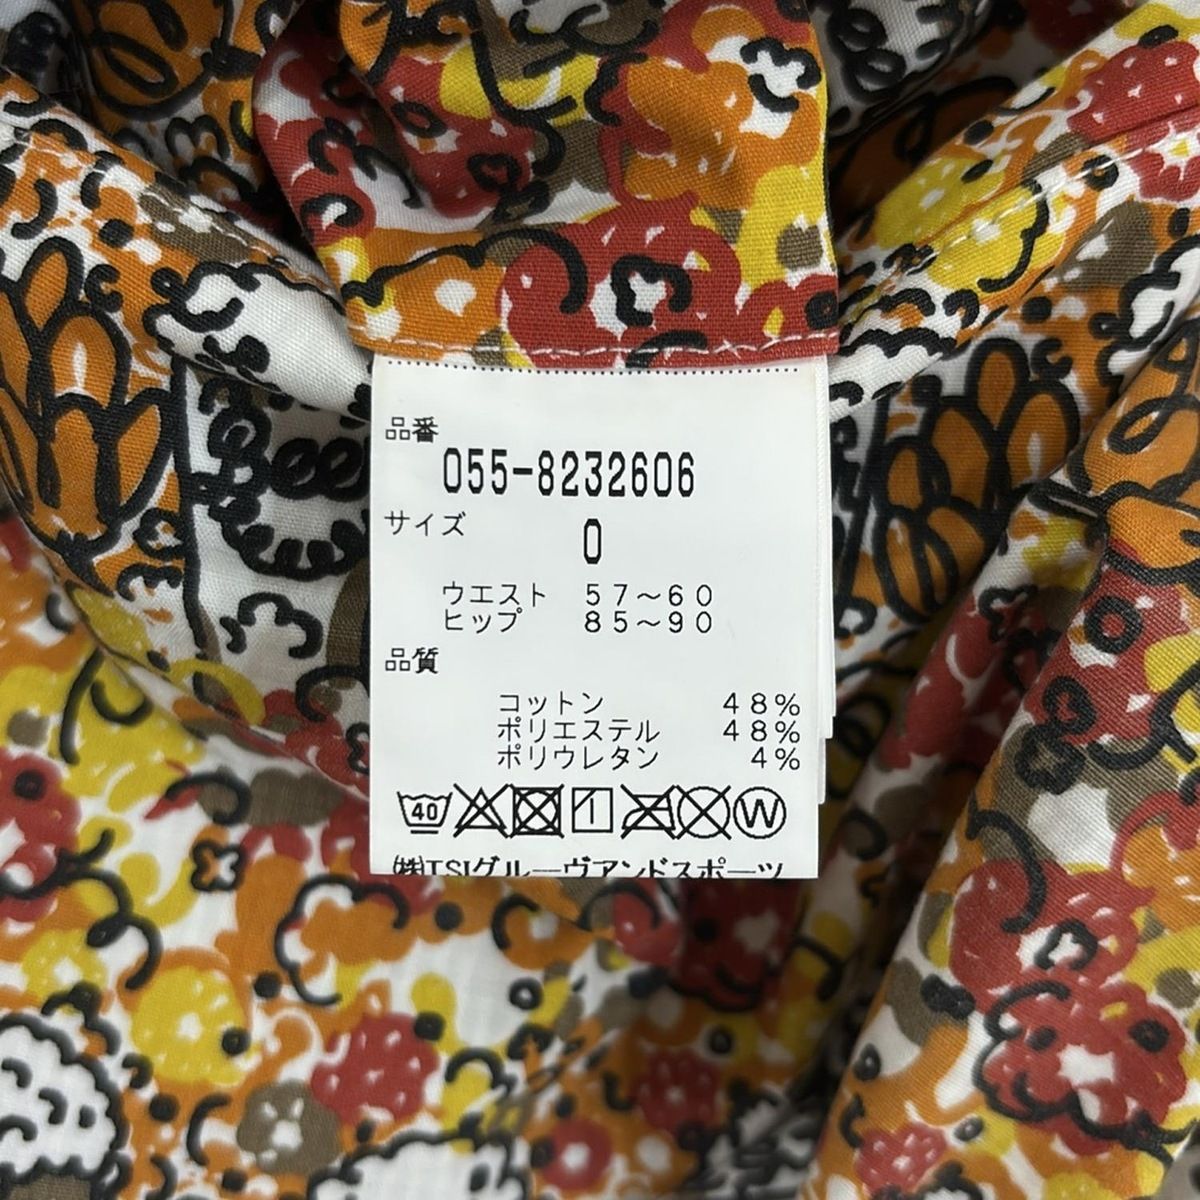 品番
055-8232606
サイズ 0
ウエスト 57〜60
ヒップ 85〜90
品質
コットン 48%
ポリエステル 48%
ポリウレタン 4%
40 W
㈱TSIグルーヴアンドスポーツ